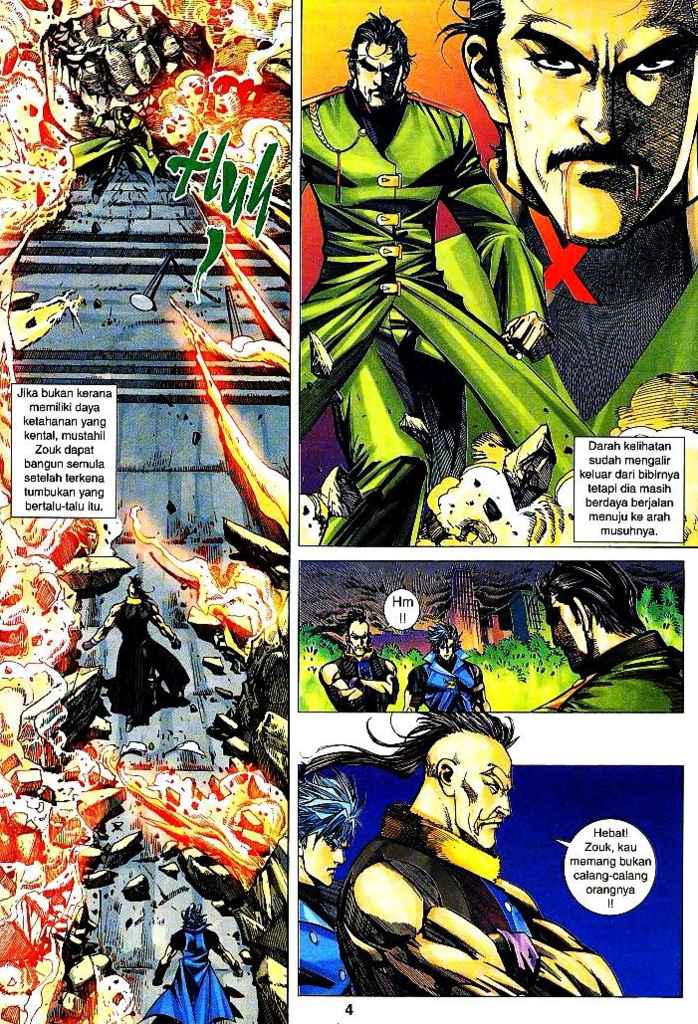 Huh
,
Jika bukan kerana
memiliki daya
ketahanan yang
kental, mustahil
Zouk dapat
bangun semula
setelah terkena
tumbukan yang
bertalu-talu itu.
Darah kelihatan
sudah mengalir
keluar dari bibirnya
tetapi dia masih
berdaya berjalan
menuju ke arah
musuhnya.
Hm
!!
Hebat!
Zouk, kau
memang bukan
calang-calang
orangnya
!!
4